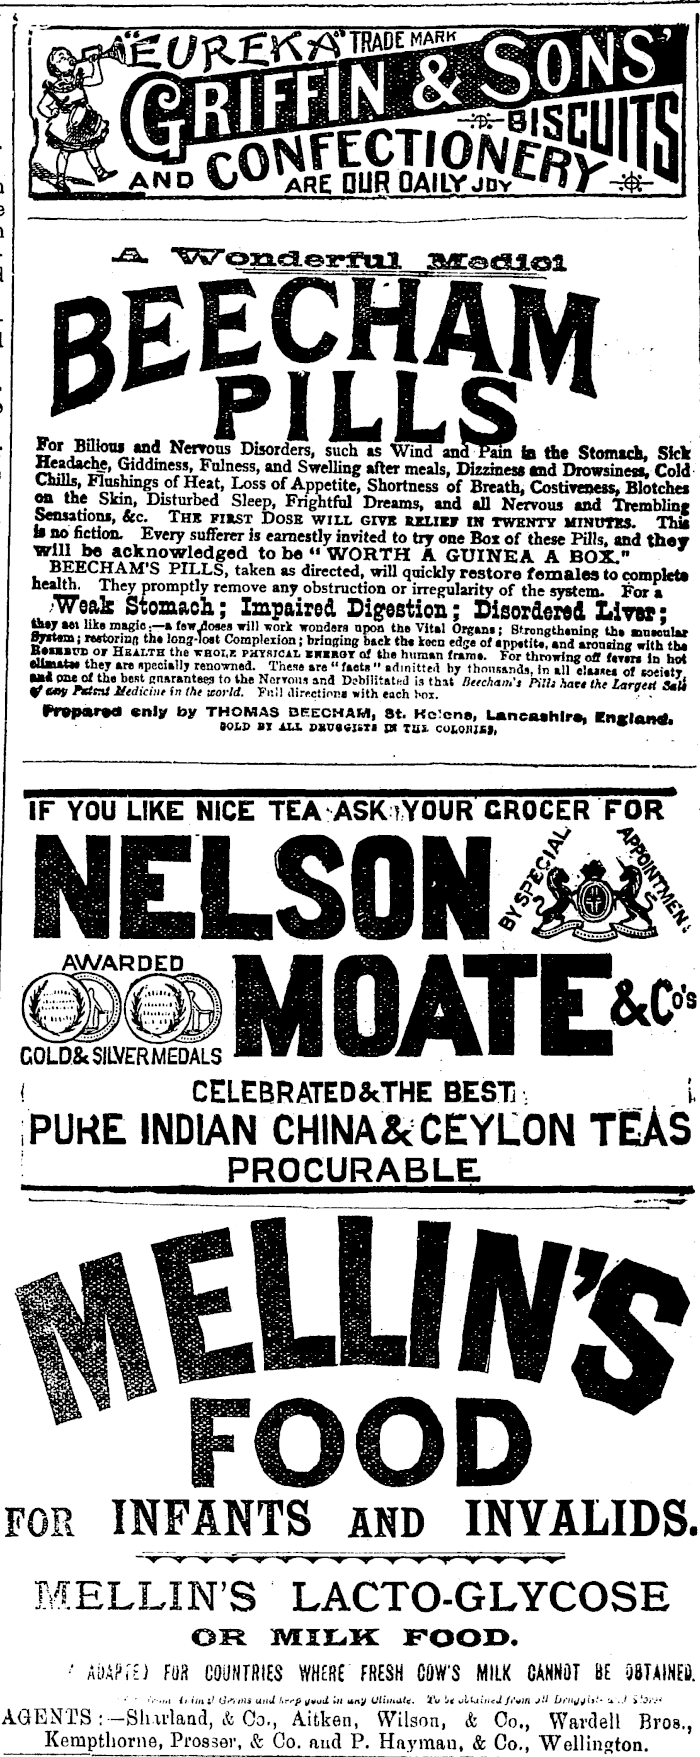 "EUREKA" TRADE MARK
GRIFFIN & SONS'
BISCUITS
AND CONFECTIONERY
ARE OUR DAILY JOY
A Wonderful Medici
BEECHAM
PILLS
For Bilious and Nervous Disorders, such as Wind and Pain in the Stomach, Sick
Headache, Giddiness, Fulness, and Swelling after meals, Dizziness and Drowsiness, Cold
Chills, Flushings of Heat, Loss of Appetite, Shortness of Breath, Costiveness, Blotches
on the Skin, Disturbed Sleep, Frightful Dreams, and all Nervous and Trembling
Sensations, &c. THE FIRST DOSE WILL GIVE RELIEF IN TWENTY MINUTES. This
is no fiction. Every sufferer is earnestly invited to try one Box of these Pills, and they
will be acknowledged to be "WORTH A GUINEA A BOX."
BEECHAM'S PILLS, taken as directed, will quickly restore females to complete
health. They promptly remove any obstruction or irregularity of the system. For a
Weak Stomach; Impaired Digestion; Disordered Liver;
they act like magic:—a few doses will work wonders upon the Vital Organs; Strengthening the muscular
System; restoring the long-lost Complexion; bringing back the keen edge of appetite, and arousing with the
ROSEBUD OF HEALTH the WHOLE PHYSICAL ENERGY of the human frame. For throwing off fevers in hot
climates they are specially renowned. These are "facts" admitted by thousands, in all classes of society,
and one of the best guarantees to the Nervous and Debilitated is that Beecham's Pills have the Largest Sale
of any Patent Medicine in the world. Full directions with each box.
Prepared only by THOMAS BEECHAM, St. Helens, Lancashire, England.
SOLD BY ALL DRUGGISTS IN THE COLONIES,
IF YOU LIKE NICE TEA ASK YOUR GROCER FOR
NELSON
BY SPECIAL APPOINTMENT
AWARDED
MOATE & Co's
GOLD & SILVER MEDALS
CELEBRATED & THE BEST
PURE INDIAN CHINA & CEYLON TEAS
PROCURABLE
MELLIN'S
FOOD
FOR INFANTS AND INVALIDS.
MELLIN'S LACTO-GLYCOSE
OR MILK FOOD.
ADAPTED FOR COUNTRIES WHERE FRESH COW'S MILK CANNOT BE OBTAINED.
from Animal Germs and keep good in any Climate. To be obtained from all Druggists and Stores
AGENTS:—Sharland, & Co., Aitken, Wilson, & Co., Wardell Bros.,
Kempthorne, Prosser, & Co. and P. Hayman, & Co., Wellington.